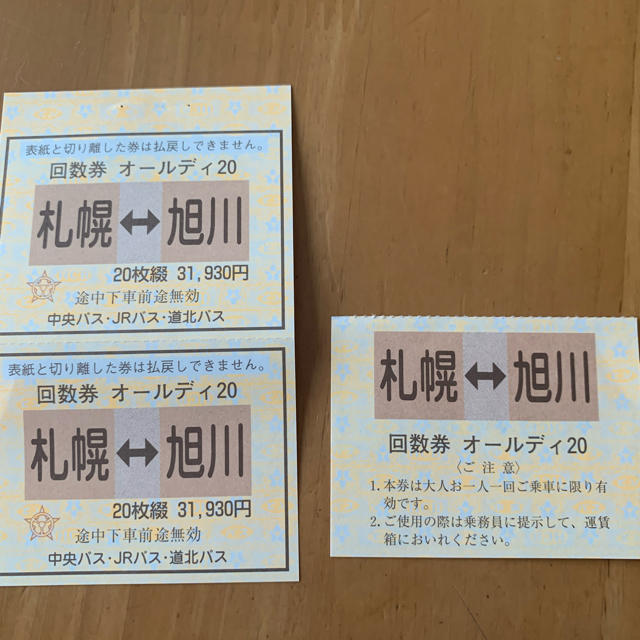 表紙と切り離した券は払戻しできません。
回数券 オールディ20
札幌↔旭川
20枚綴 31,930円
途中下車前途無効
中央バス・JRバス・道北バス
表紙と切り離した券は払戻しできません。
回数券 オールディ20
札幌↔旭川
20枚綴 31,930円
途中下車前途無効
中央バス・JRバス・道北バス
札幌↔旭川
回数券 オールディ20
〈ご注意〉
1.本券は大人お一人一回ご乗車に限り有
効です。
2.ご使用の際は乗務員に提示して、運賃
箱においれください。